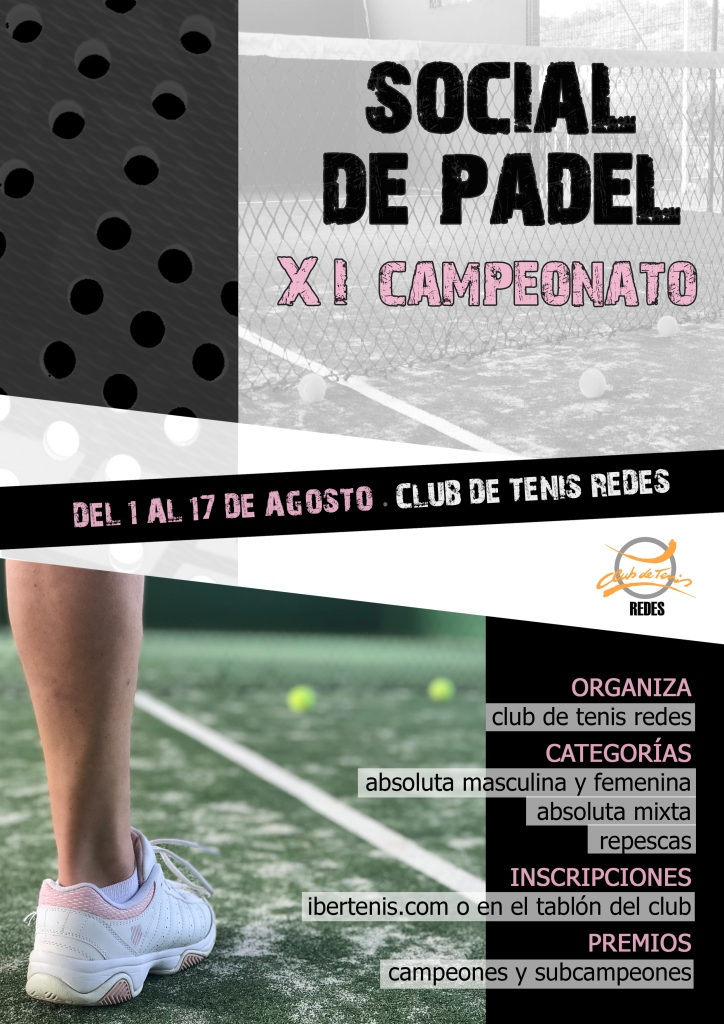 SOCIAL
DE PADEL
XI CAMPEONATO
DEL 1 AL 17 DE AGOSTO . CLUB DE TENIS REDES
Club de Tenis
REDES
ORGANIZA
club de tenis redes
CATEGORÍAS
absoluta masculina y femenina
absoluta mixta
repescas
INSCRIPCIONES
ibertenis.com o en el tablón del club
PREMIOS
campeones y subcampeones